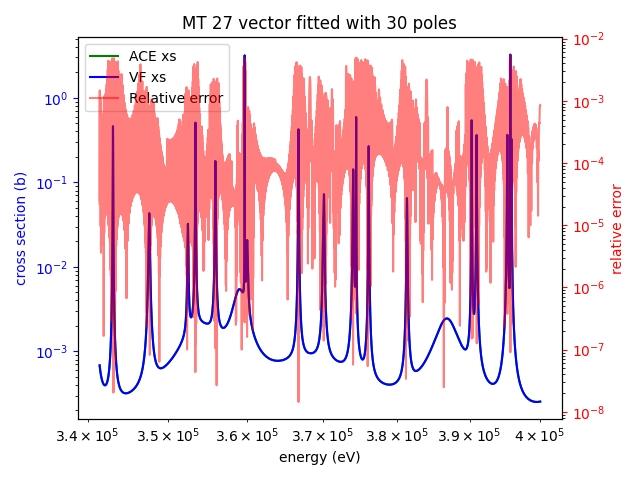 MT 27 vector fitted with 30 poles
ACE xs
VF xs
Relative error
10⁰
10⁻¹
10⁻²
10⁻³
cross section (b)
10⁻²
10⁻³
10⁻⁴
10⁻⁵
10⁻⁶
10⁻⁷
10⁻⁸
relative error
3.4 × 10⁵ 3.5 × 10⁵ 3.6 × 10⁵ 3.7 × 10⁵ 3.8 × 10⁵ 3.9 × 10⁵ 4 × 10⁵
energy (eV)